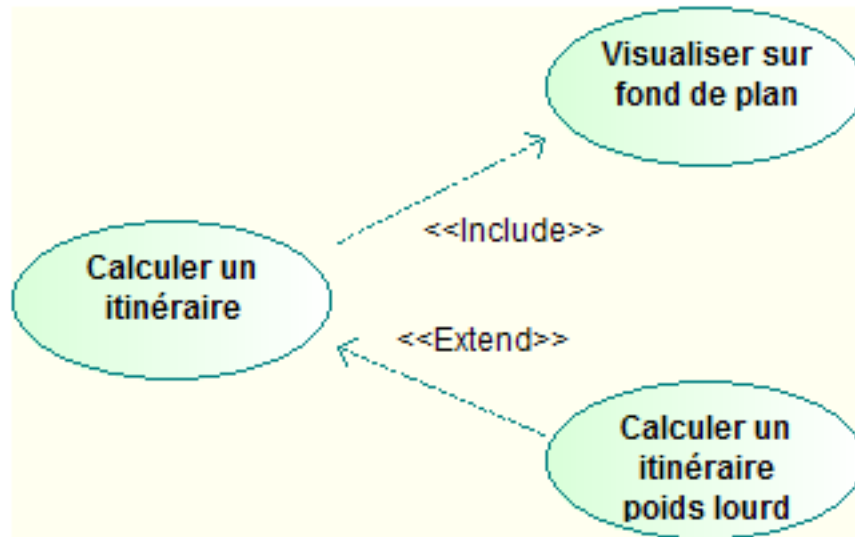 Visualiser sur
fond de plan
<<Include>>
Calculer un
itinéraire
<<Extend>>
Calculer un
itinéraire
poids lourd